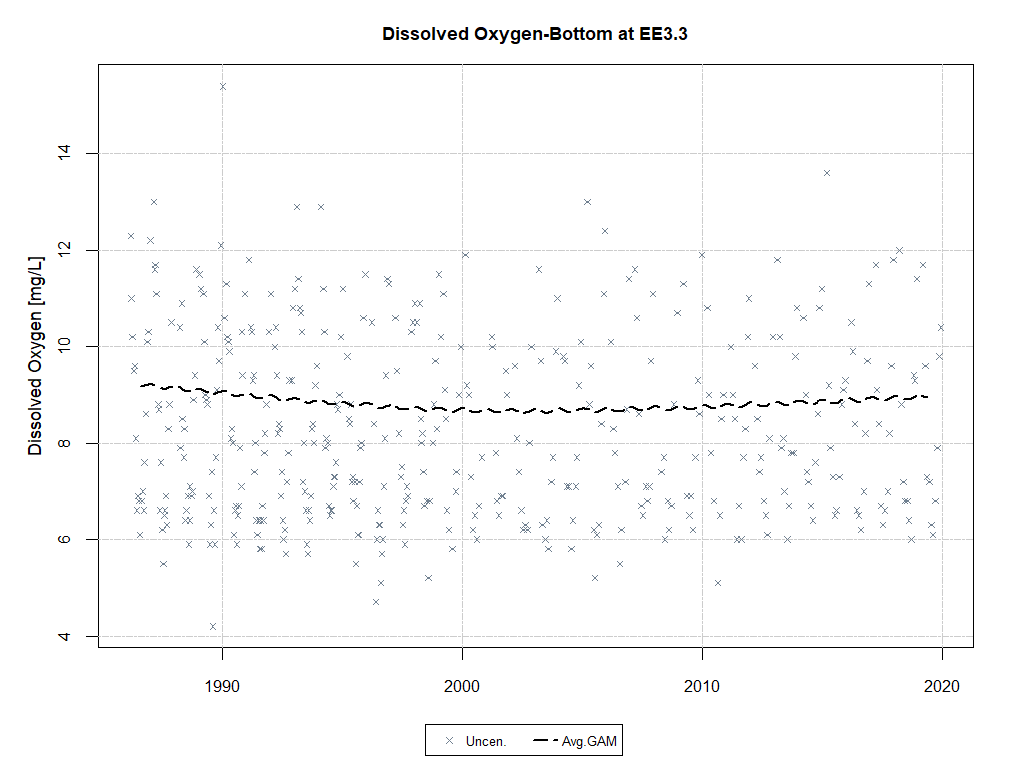 Dissolved Oxygen-Bottom at EE3.3
Dissolved Oxygen [mg/L]
14
12
10
8
6
4
1990 2000 2010 2020
Uncen. Avg.GAM